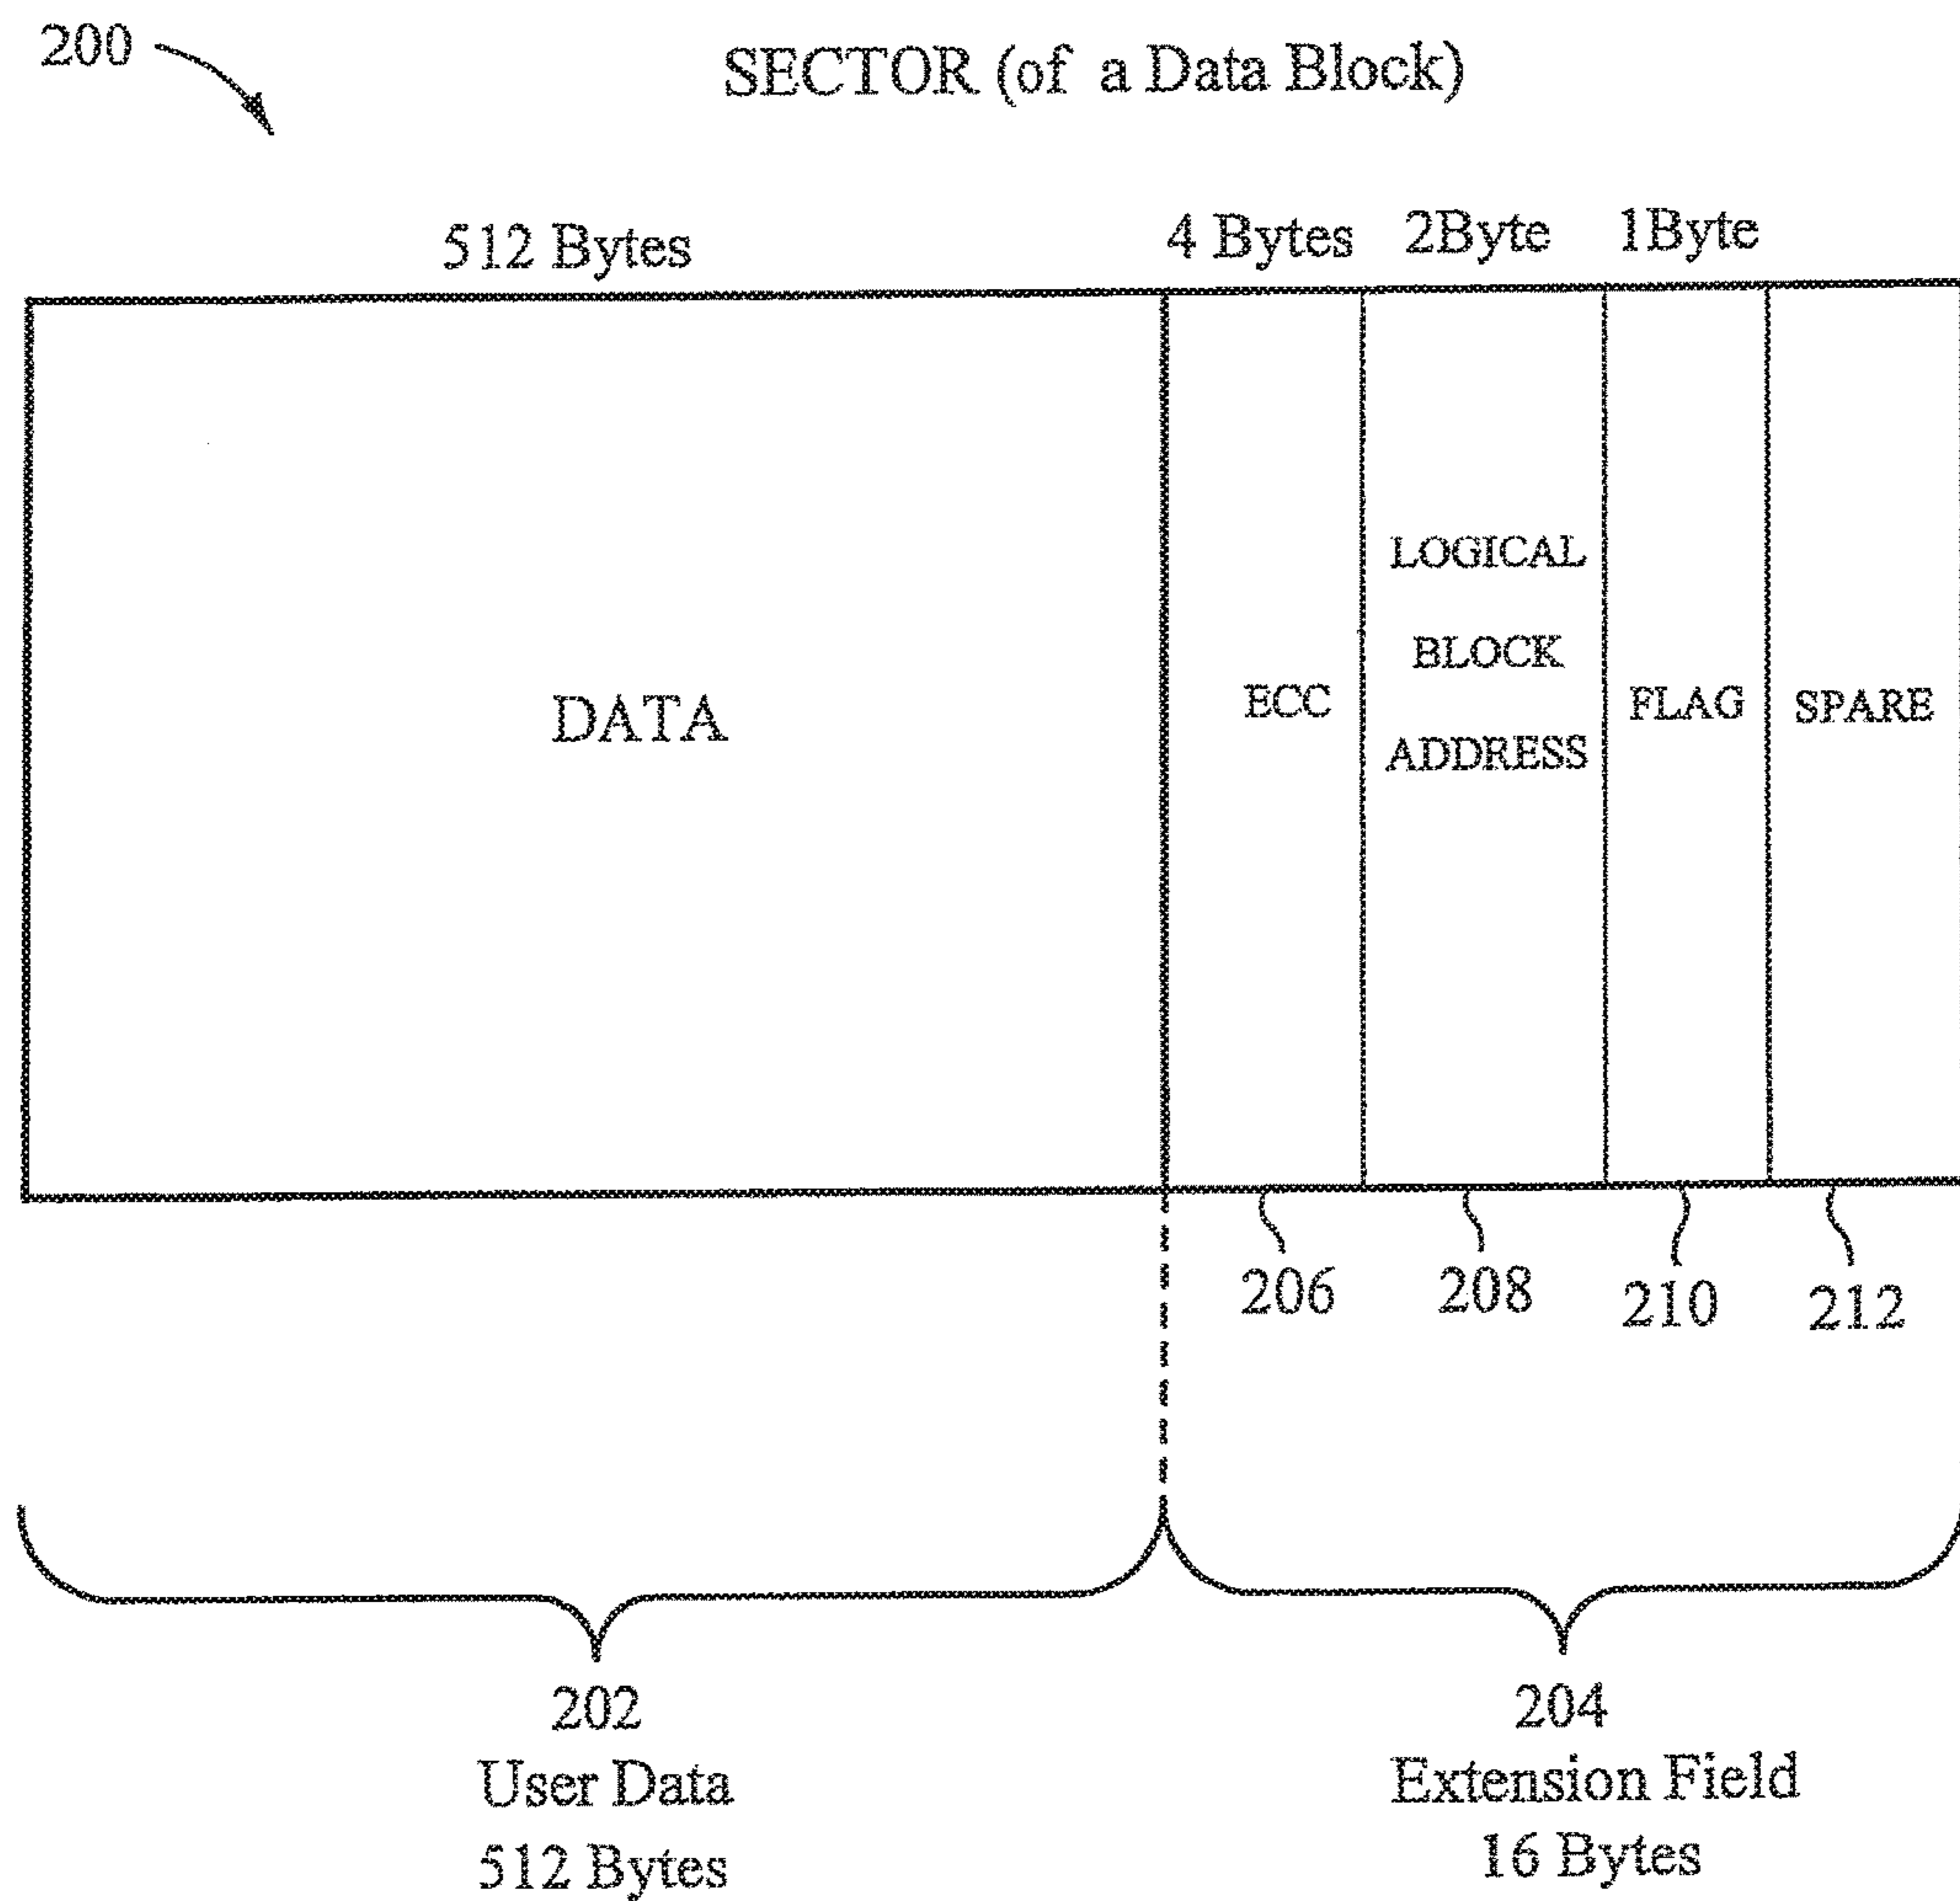 200
SECTOR (of a Data Block)
512 Bytes
4 Bytes
2Byte
1Byte
DATA
ECC
LOGICAL
BLOCK
ADDRESS
FLAG
SPARE
206
208
210
212
202
User Data
512 Bytes
204
Extension Field
16 Bytes